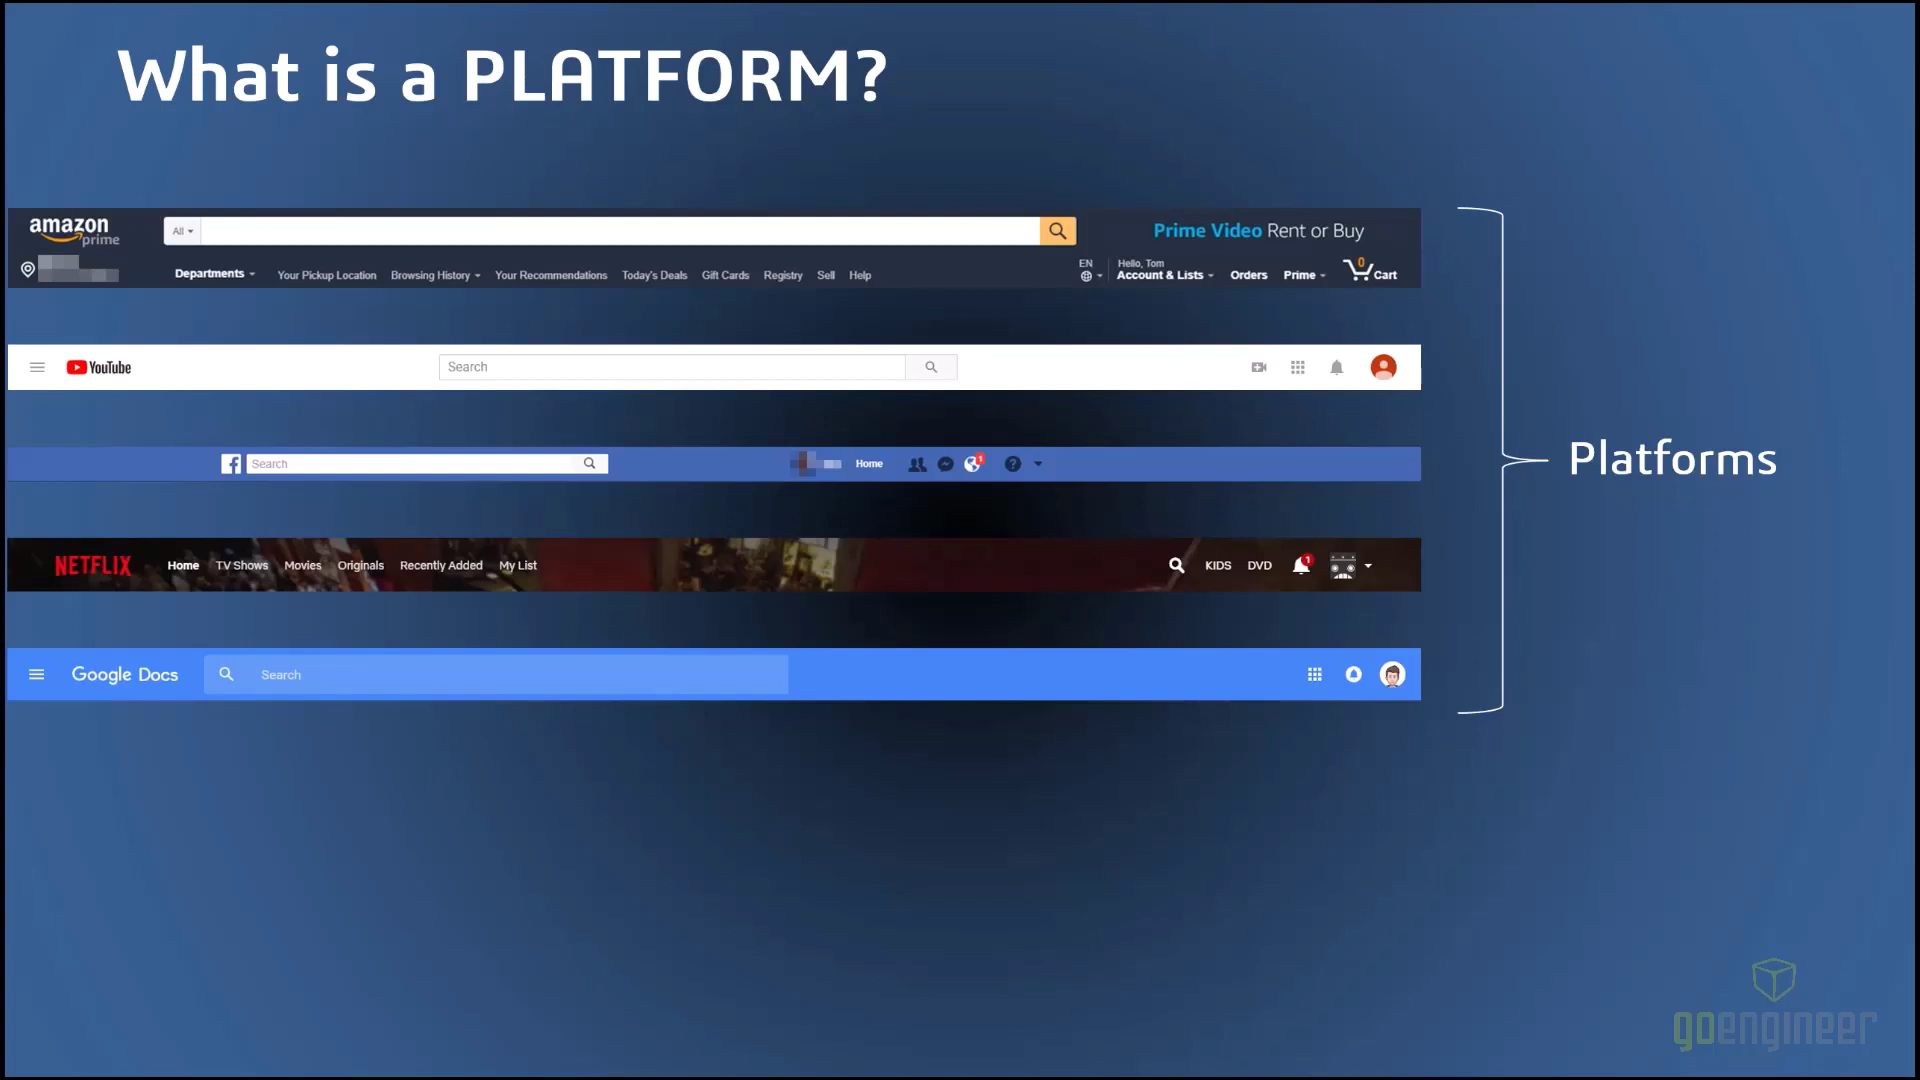 What is a PLATFORM?
amazon prime
All
Prime Video Rent or Buy
Departments Your Pickup Location Browsing History Your Recommendations Today's Deals Gift Cards Registry Sell Help
EN
Hello, Tom
Account & Lists Orders Prime 0 Cart
YouTube Search
Search Home 1
Platforms
NETFLIX Home TV Shows Movies Originals Recently Added My List KIDS DVD 1
Google Docs Search
goengineer